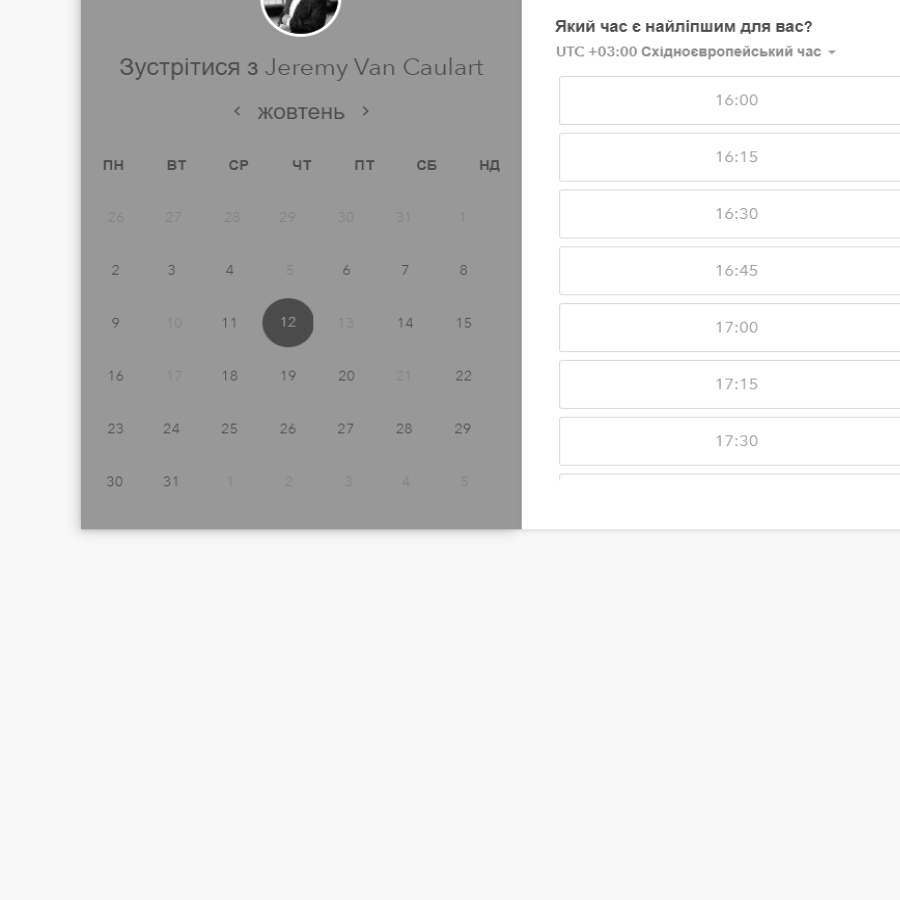 Зустрітися з Jeremy Van Caulart
жовтень
ПН ВТ СР ЧТ ПТ СБ НД
26 27 28 29 30 31 1
2 3 4 5 6 7 8
9 10 11 12 13 14 15
16 17 18 19 20 21 22
23 24 25 26 27 28 29
30 31 1 2 3 4 5
Який час є найліпшим для вас?
UTC +03:00 Східноєвропейський час
16:00
16:15
16:30
16:45
17:00
17:15
17:30